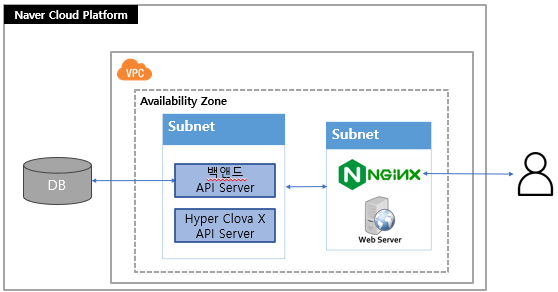 Naver Cloud Platform
VPC
Availability Zone
Subnet
백앤드
API Server
Hyper Clova X
API Server
Subnet
NGINX
Web Server
DB